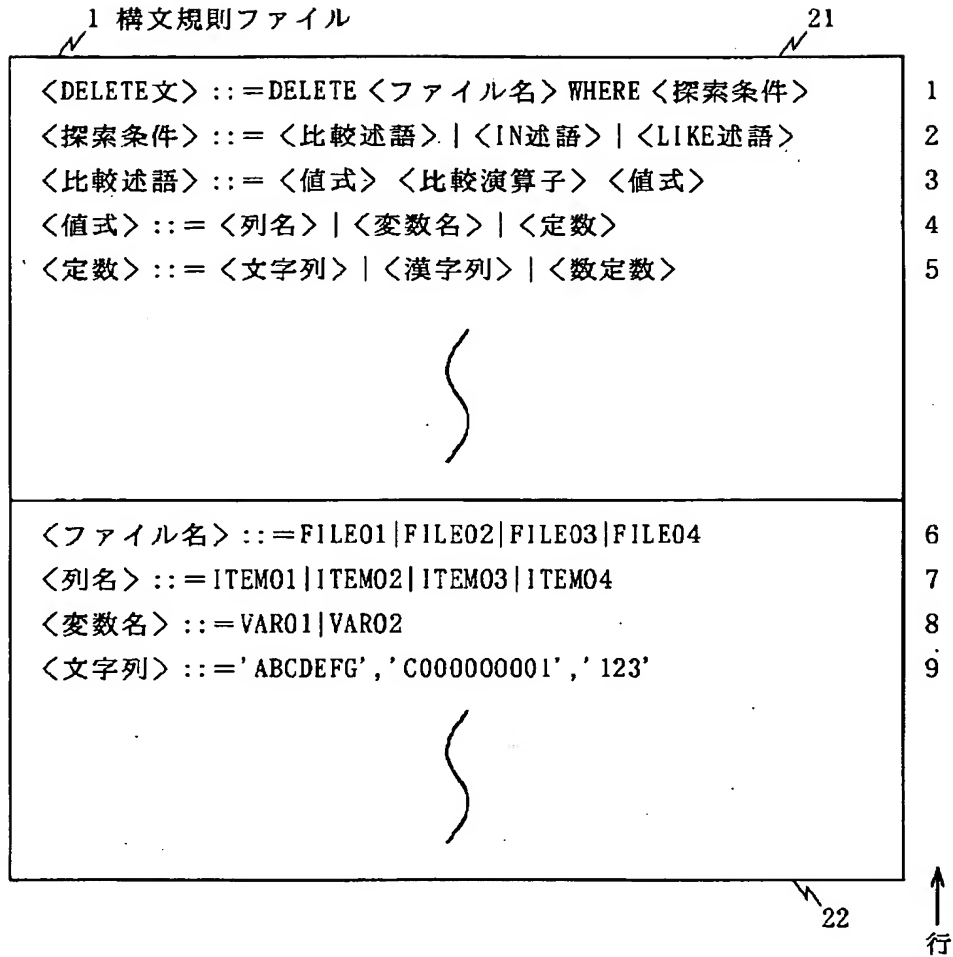 1 構文規則ファイル
21
<DELETE文> ::=DELETE <ファイル名> WHERE <探索条件> 1
<探索条件> ::= <比較述語> | <IN述語> | <LIKE述語> 2
<比較述語> ::= <値式> <比較演算子> <値式> 3
<値式> ::= <列名> | <変数名> | <定数> 4
<定数> ::= <文字列> | <漢字列> | <数定数> 5
<ファイル名> ::=FILE01|FILE02|FILE03|FILE04 6
<列名> ::=ITEM01|ITEM02|ITEM03|ITEM04 7
<変数名> ::=VAR01|VAR02 8
<文字列> ::='ABCDEFG','C000000001','123' 9
22
行